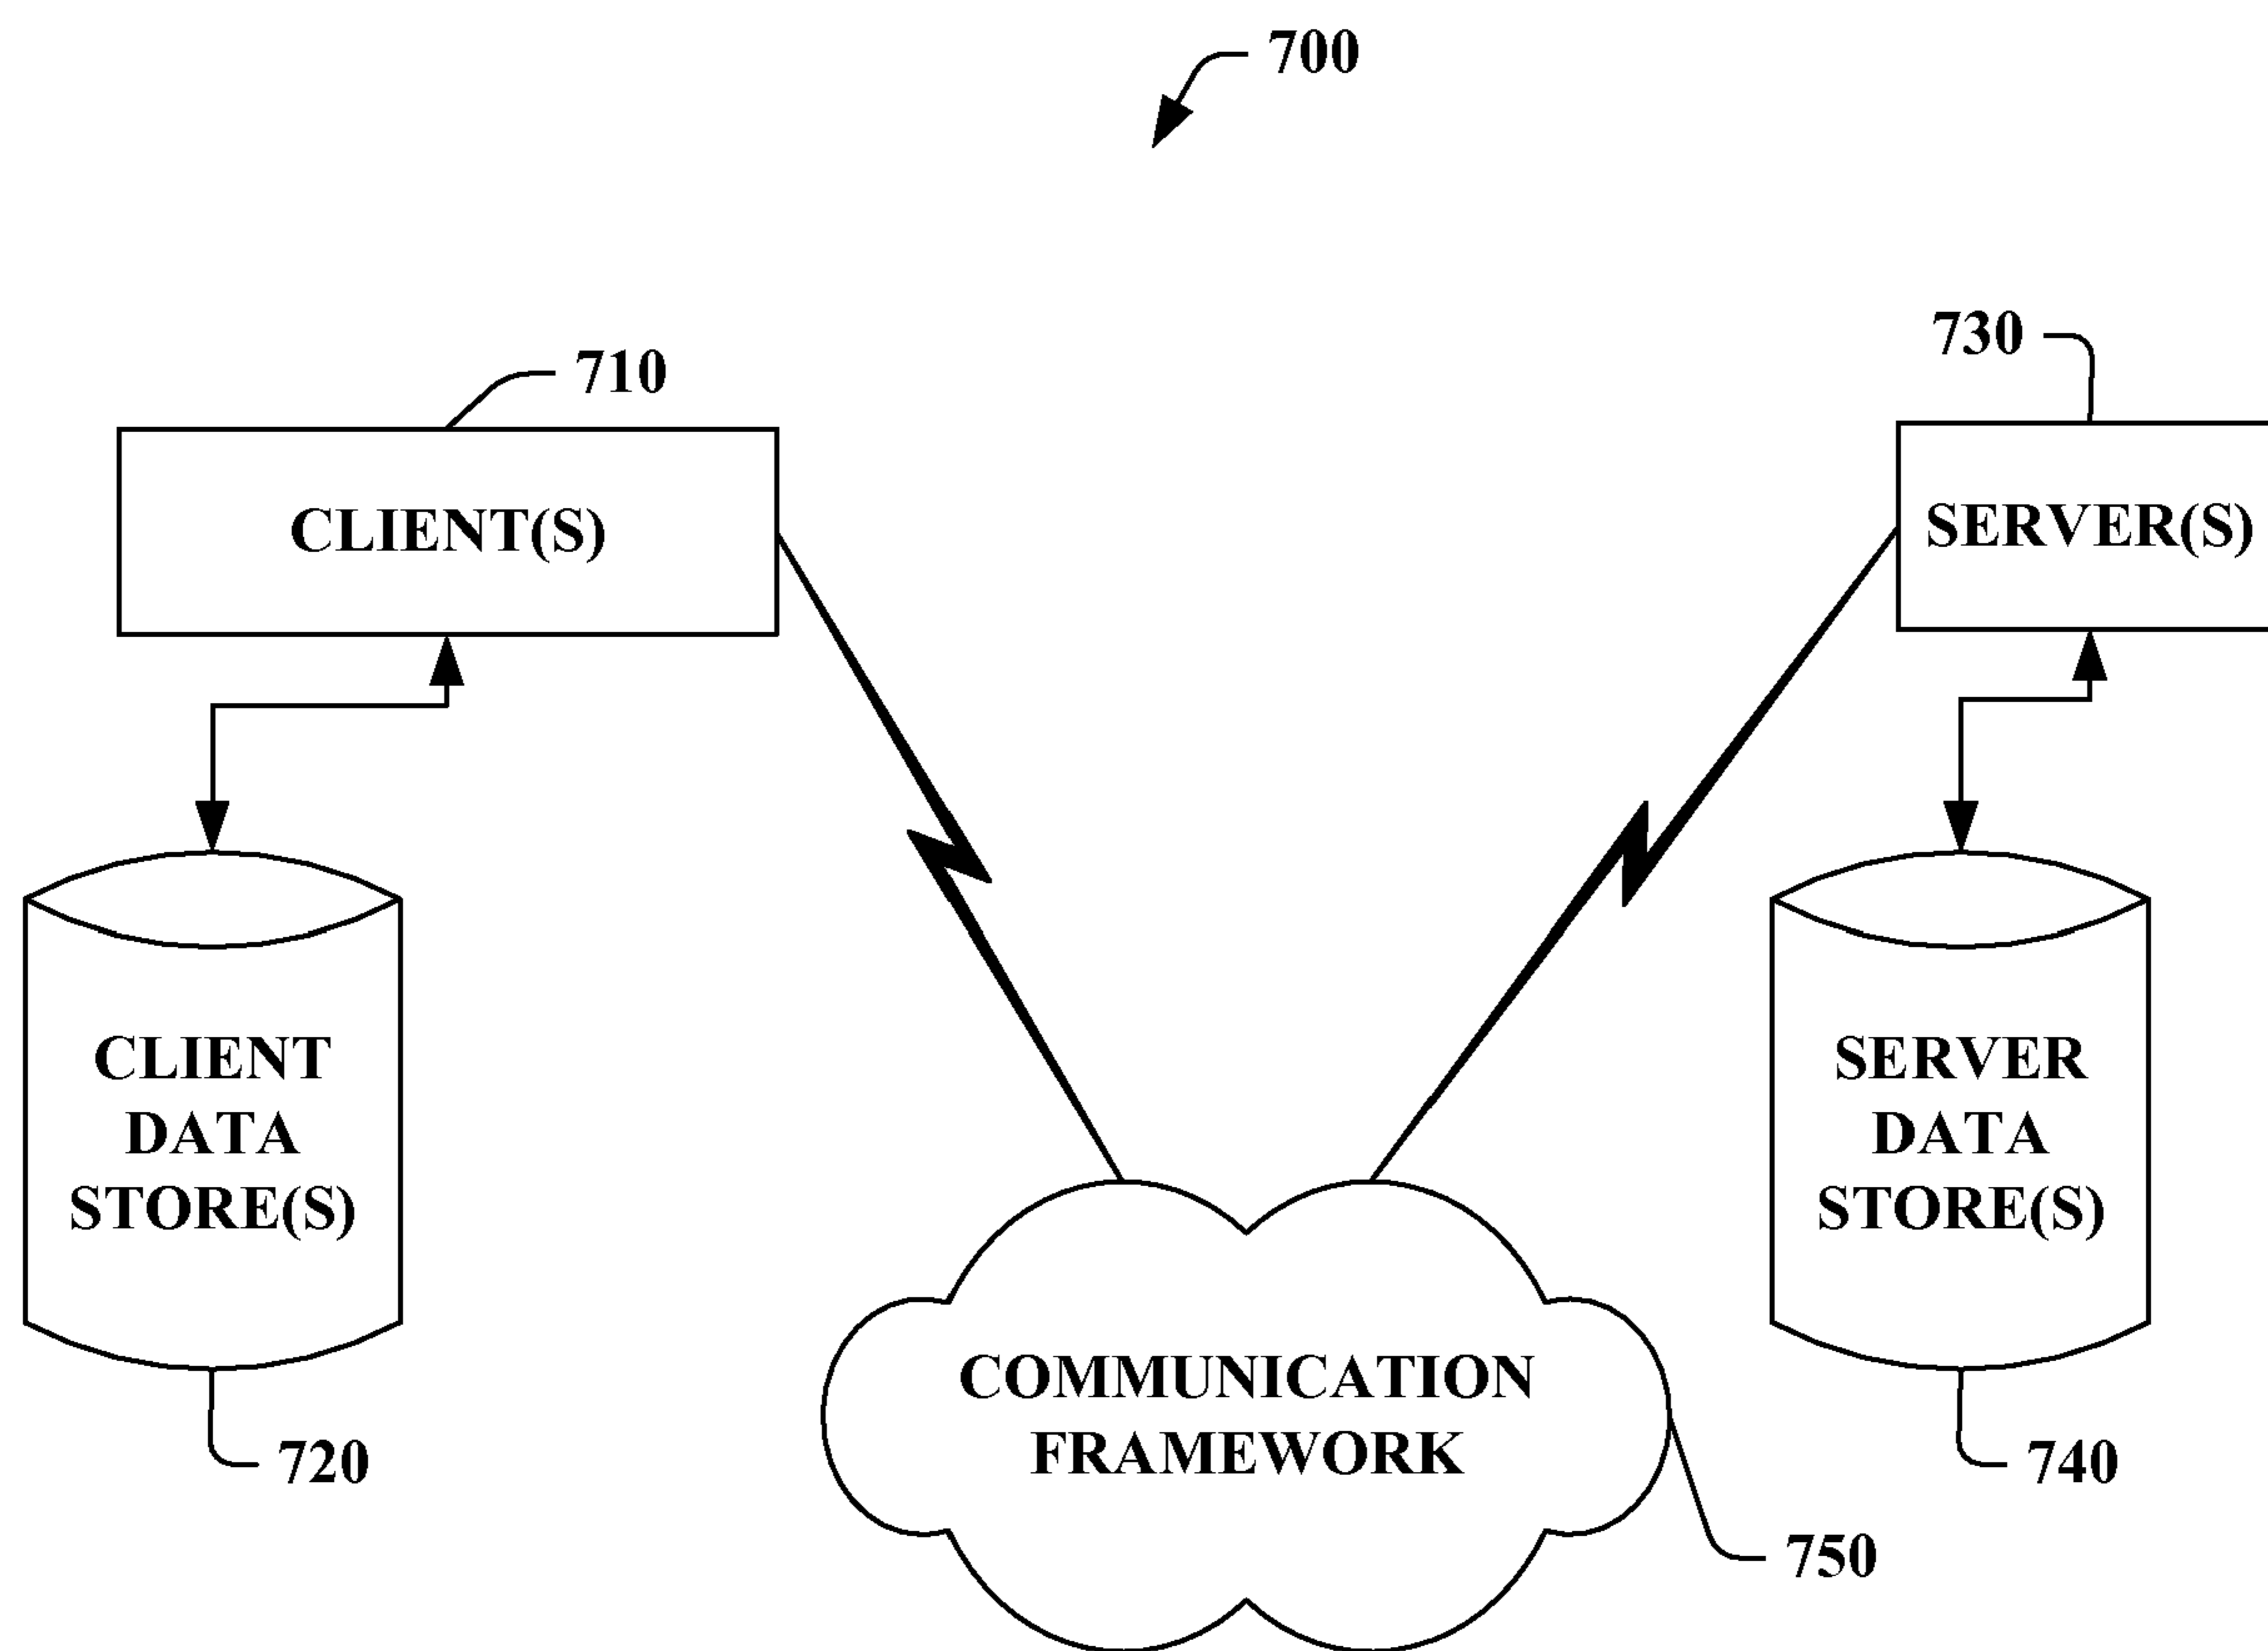 700
710
730
CLIENT(S)
SERVER(S)
CLIENT
DATA
STORE(S)
SERVER
DATA
STORE(S)
COMMUNICATION
FRAMEWORK
720
740
750